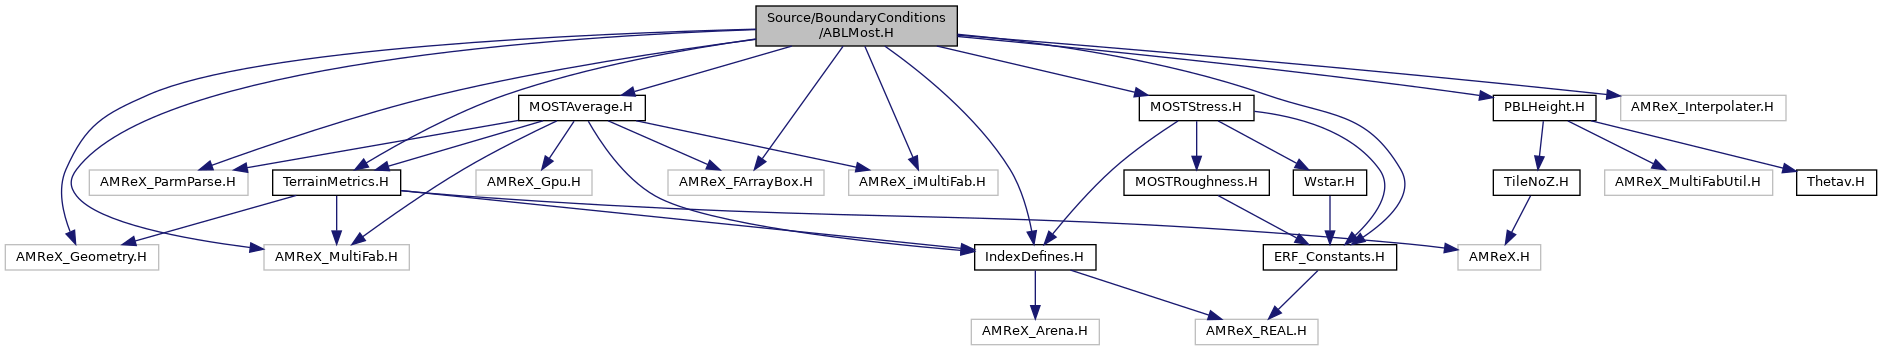 Source/BoundaryConditions
/ABLMost.H
MOSTAverage.H
MOSTStress.H
PBLHeight.H
AMReX_Interpolater.H
AMReX_ParmParse.H
TerrainMetrics.H
AMReX_Gpu.H
AMReX_FArrayBox.H
AMReX_iMultiFab.H
MOSTRoughness.H
Wstar.H
TileNoZ.H
AMReX_MultiFabUtil.H
Thetav.H
AMReX_Geometry.H
AMReX_MultiFab.H
IndexDefines.H
ERF_Constants.H
AMReX.H
AMReX_Arena.H
AMReX_REAL.H